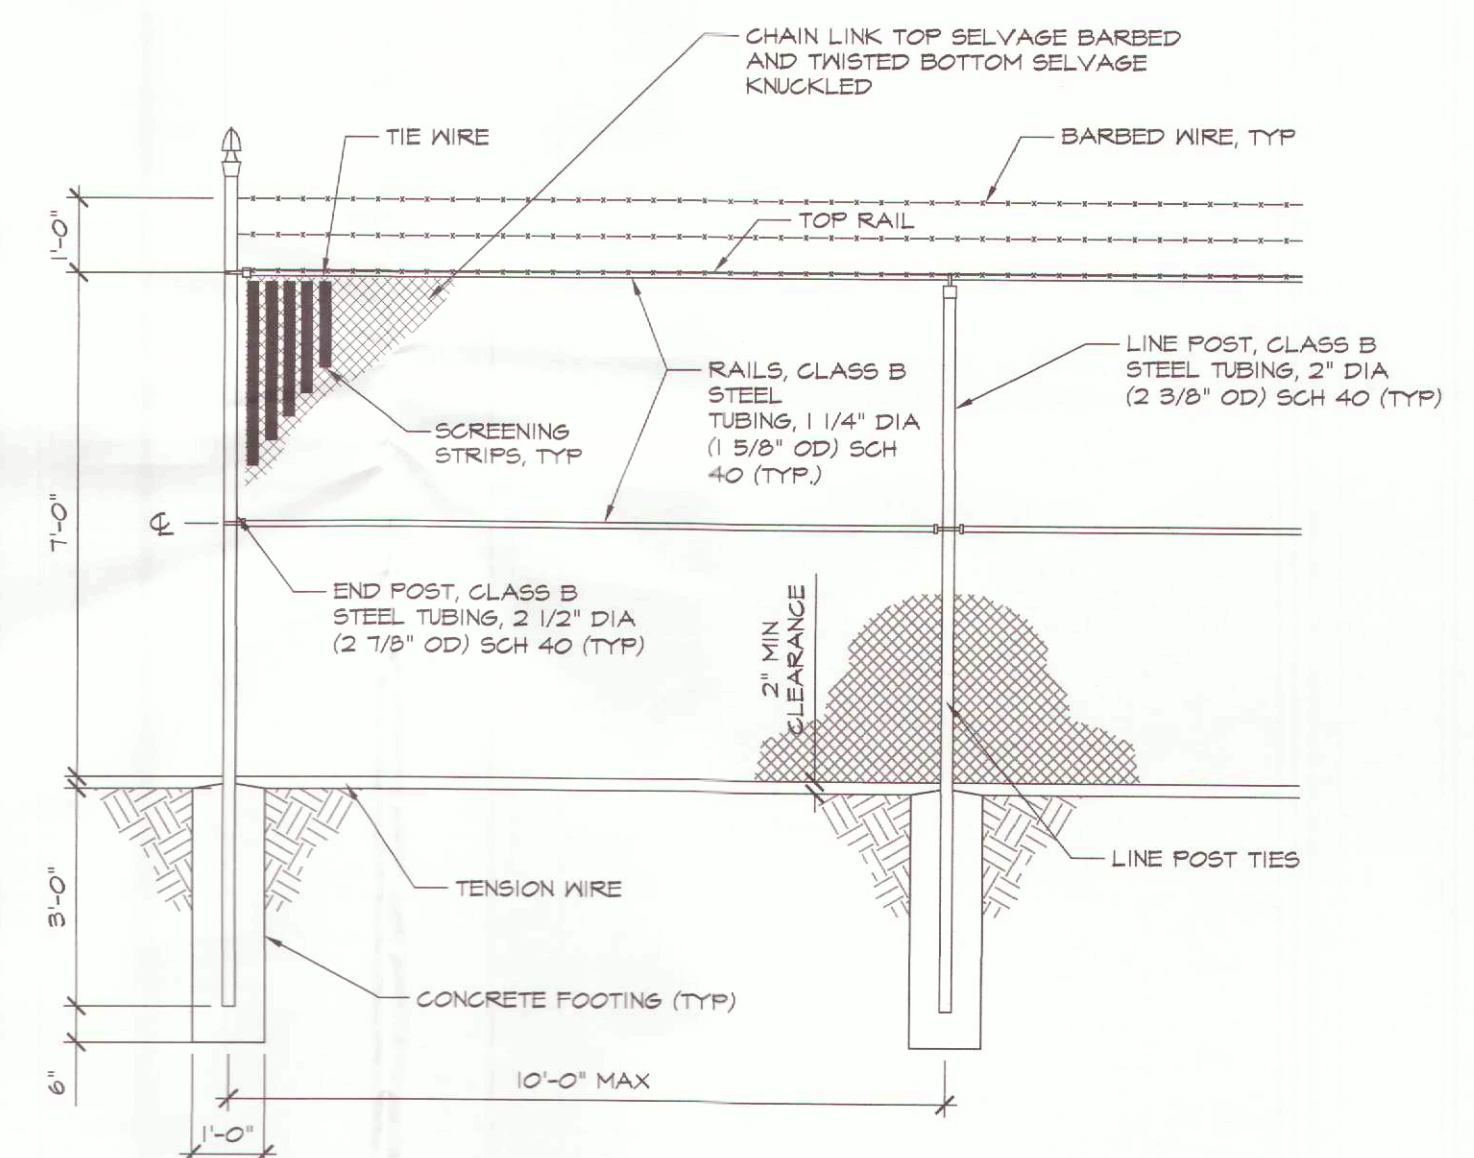 CHAIN LINK TOP SELVAGE BARBED
AND TWISTED BOTTOM SELVAGE
KNUCKLED
TIE WIRE
BARBED WIRE, TYP
1'-0"
TOP RAIL
LINE POST, CLASS B
STEEL TUBING, 2" DIA
(2 3/8" OD) SCH 40 (TYP)
RAILS, CLASS B
STEEL
TUBING, 1 1/4" DIA
(1 5/8" OD) SCH
40 (TYP.)
SCREENING
STRIPS, TYP
7'-0"
CL
END POST, CLASS B
STEEL TUBING, 2 1/2" DIA
(2 7/8" OD) SCH 40 (TYP)
2" MIN
CLEARANCE
LINE POST TIES
TENSION WIRE
3'-0"
CONCRETE FOOTING (TYP)
6"
10'-0" MAX
1'-0"